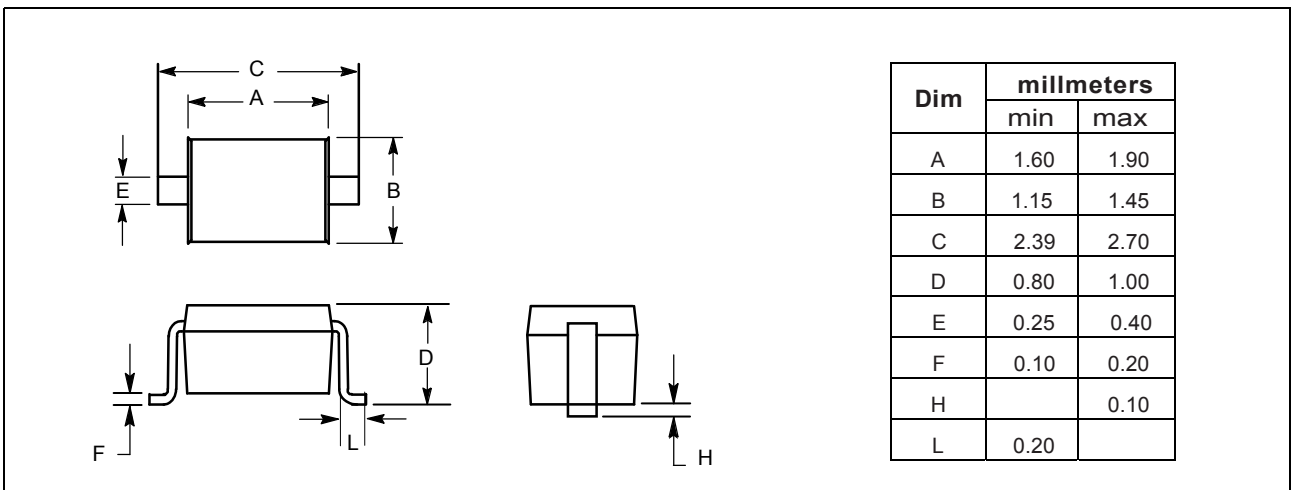 C
A
E
B
D
F
L
H
Dim millmeters
min max
A 1.60 1.90
B 1.15 1.45
C 2.39 2.70
D 0.80 1.00
E 0.25 0.40
F 0.10 0.20
H 0.10
L 0.20